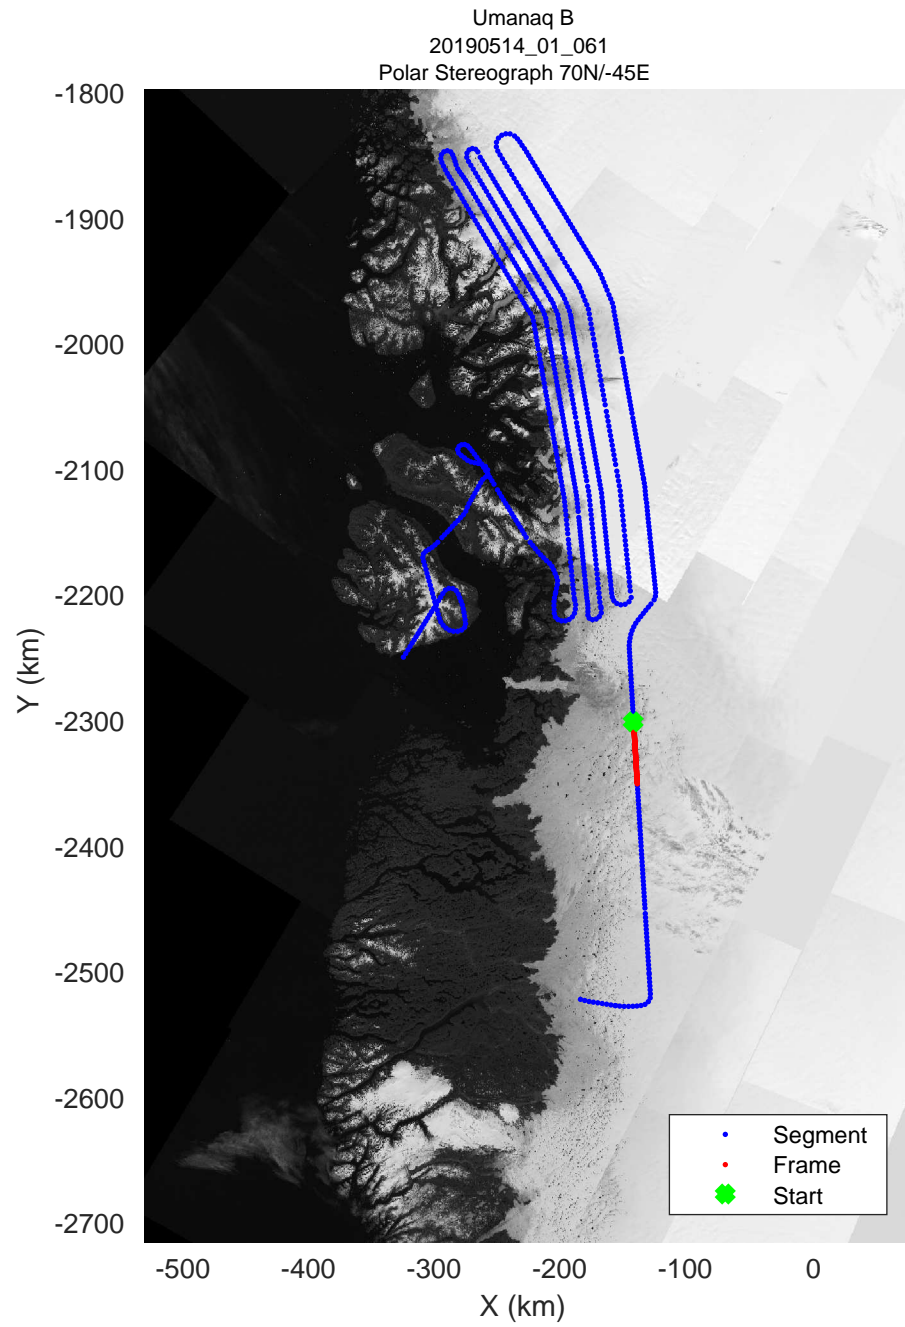 Umanaq B
20190514_01_061
Polar Stereograph 70N/-45E
-1800
-1900
-2000
-2100
-2200
-2300
-2400
-2500
-2600
-2700
Y (km)
-500 -400 -300 -200 -100 0
X (km)
Segment
Frame
Start